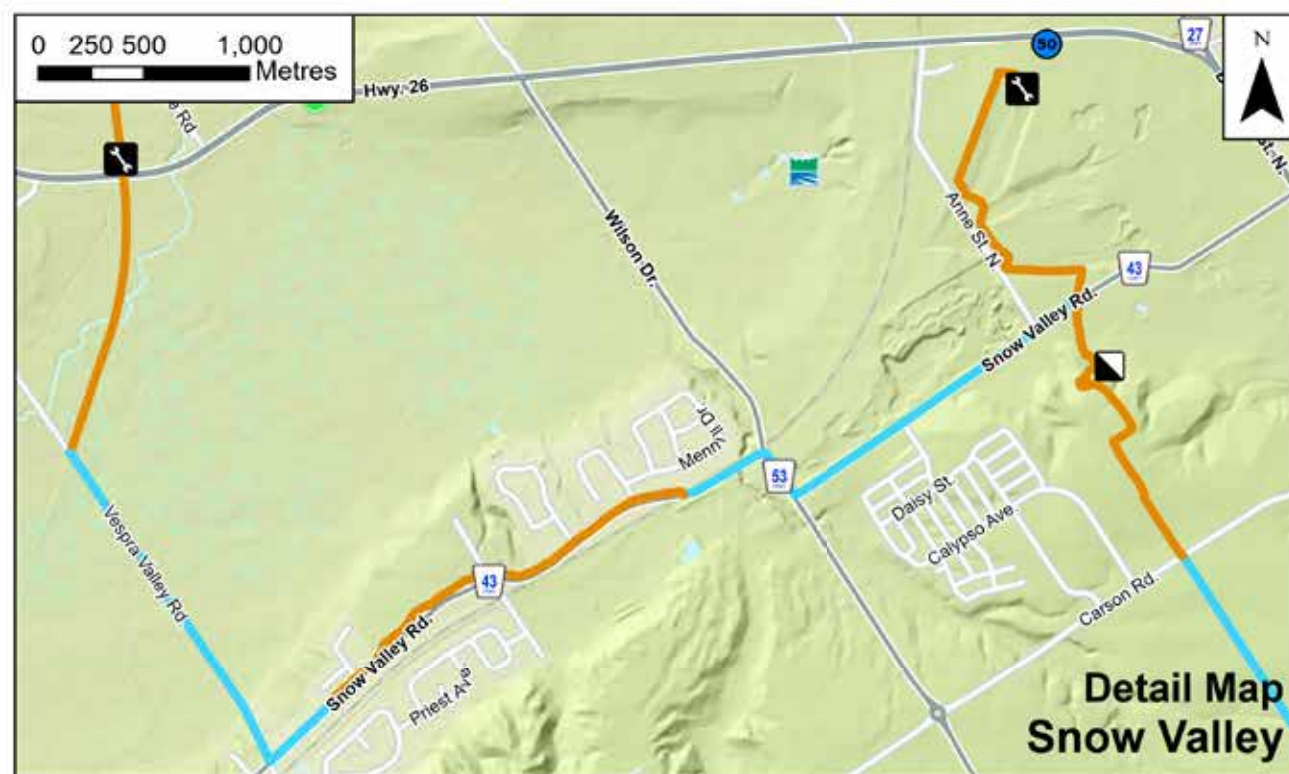 0 250 500 1,000
Metres
Hwy. 26
50
27
N
St. N.
Rd
Wilson Dr.
Anne St. N
43
Snow Valley Rd.
Dr.
Menn
53
Daisy St.
Calypso Ave
Vespra Valley Rd
43
Carson Rd.
Snow Valley Rd.
Priest Ave
Detail Map
Snow Valley